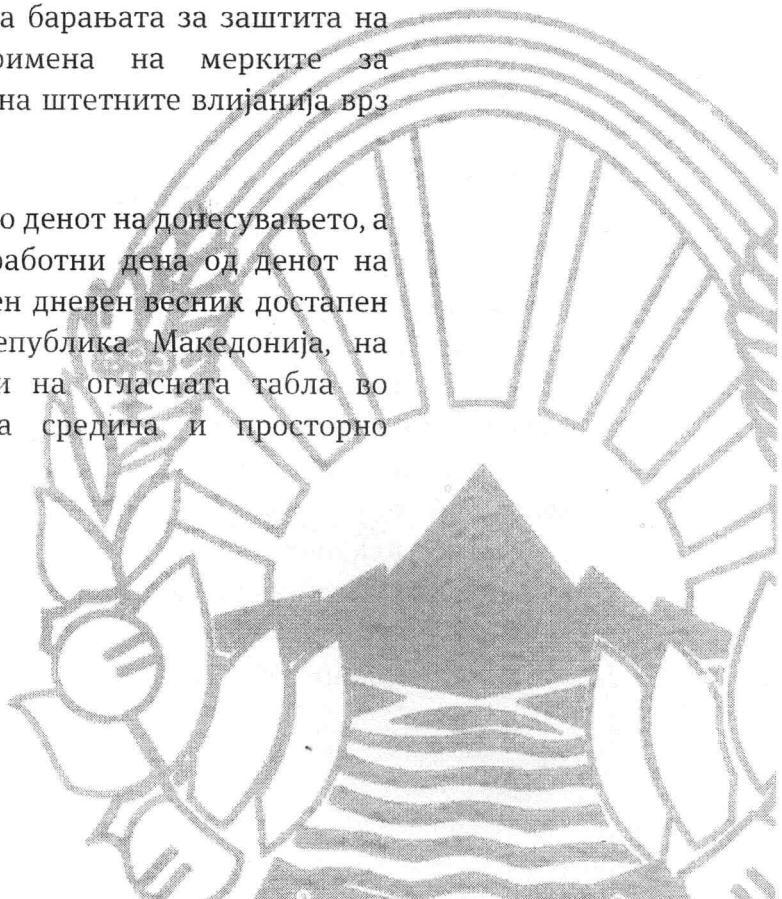 а барањата за заштита на
римена на мерките за
на штетните влијанија врз
о денот на донесувањето, а
работни дена од денот на
ен дневен весник достапен
епублика Македонија, на
и на огласната табла во
а средина и просторно